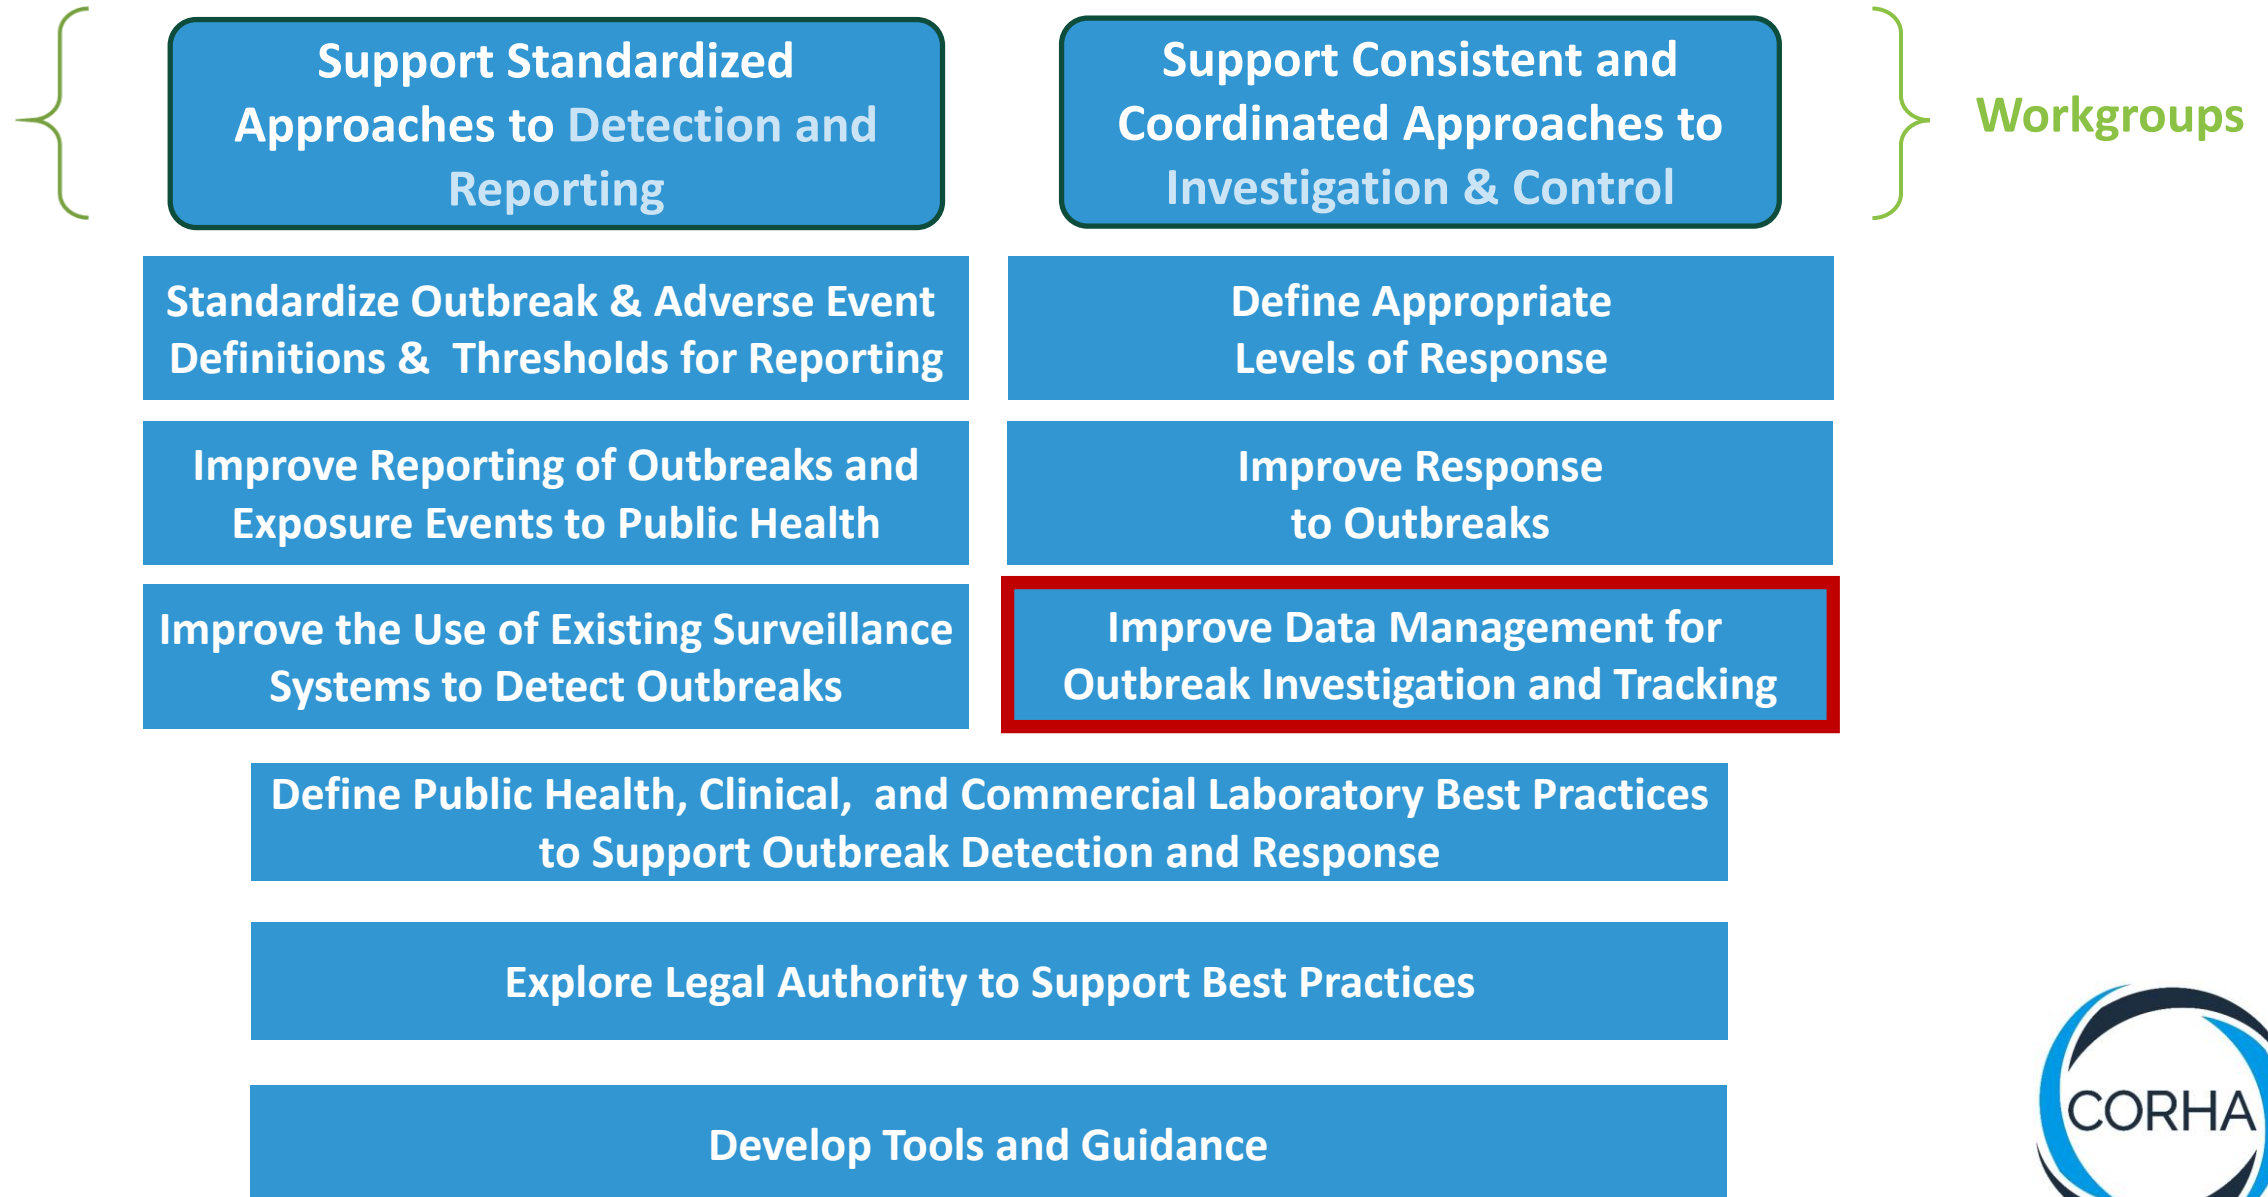 Support Standardized
Approaches to Detection and
Reporting
Support Consistent and
Coordinated Approaches to
Investigation & Control
Workgroups
Standardize Outbreak & Adverse Event
Definitions & Thresholds for Reporting
Define Appropriate
Levels of Response
Improve Reporting of Outbreaks and
Exposure Events to Public Health
Improve Response
to Outbreaks
Improve the Use of Existing Surveillance
Systems to Detect Outbreaks
Improve Data Management for
Outbreak Investigation and Tracking
Define Public Health, Clinical, and Commercial Laboratory Best Practices
to Support Outbreak Detection and Response
Explore Legal Authority to Support Best Practices
Develop Tools and Guidance
CORHA